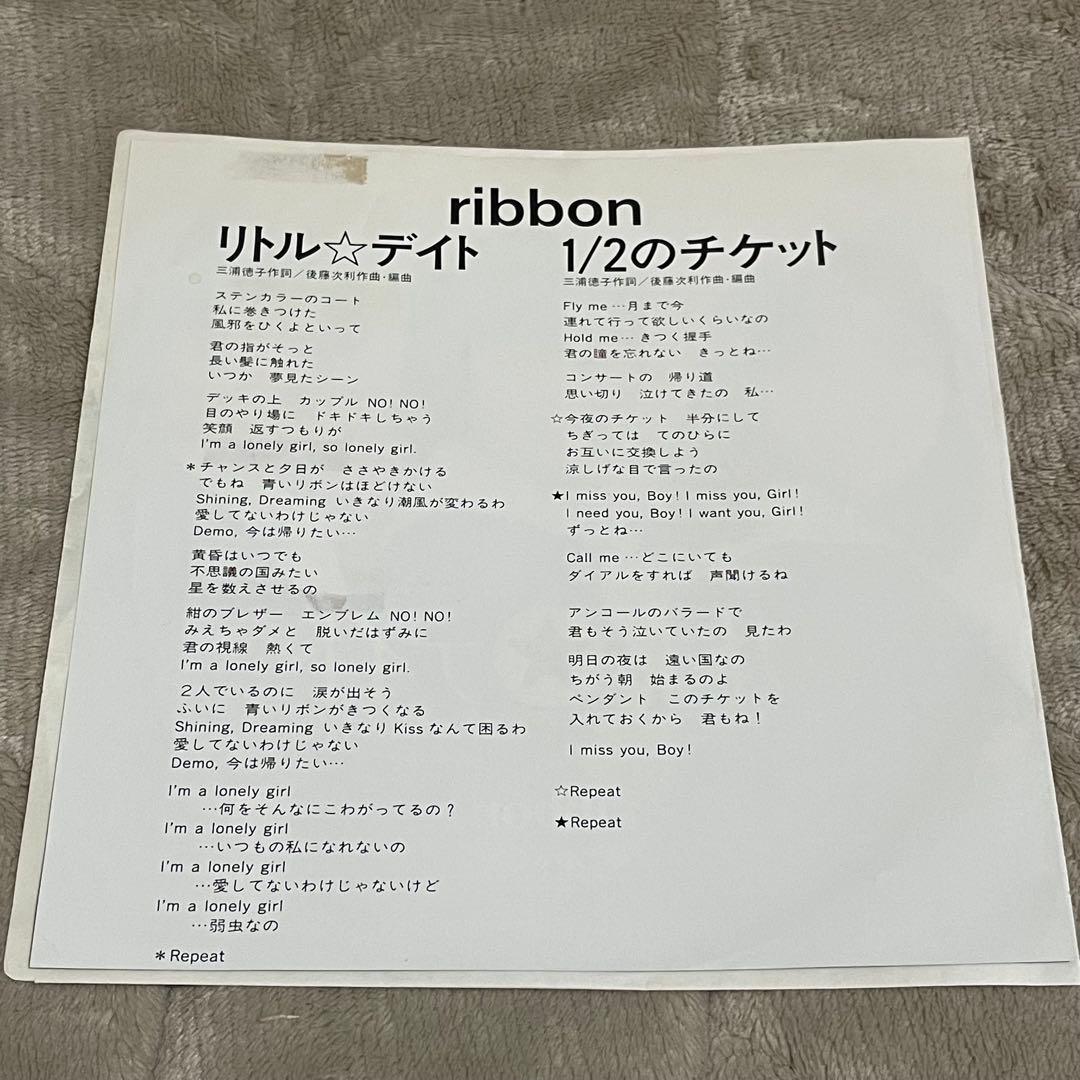 ribbon
リトル☆デイト
三浦徳子作詞／後藤次利作曲・編曲
ステンカラーのコート
私に巻きつけた
風邪をひくよといって
君の指がそっと
長い髪に触れた
いつか　夢見たシーン
デッキの上　カップル NO! NO!
目のやり場に　ドキドキしちゃう
笑顔　返すつもりが
I'm a lonely girl, so lonely girl.
＊チャンスと夕日が　ささやきかける
でもね　青いリボンはほどけない
Shining, Dreaming いきなり潮風が変わるわ
愛してないわけじゃない
Demo, 今は帰りたい…
黄昏はいつでも
不思議の国みたい
星を数えさせるの
紺のブレザー　エンブレム NO! NO!
みえちゃダメと　脱いだはずみに
君の視線　熱くて
I'm a lonely girl, so lonely girl.
２人でいるのに　涙が出そう
ふいに　青いリボンがきつくなる
Shining, Dreaming いきなり Kiss なんて困るわ
愛してないわけじゃない
Demo, 今は帰りたい…
I'm a lonely girl
…何をそんなにこわがってるの？
I'm a lonely girl
…いつもの私になれないの
I'm a lonely girl
…愛してないわけじゃないけど
I'm a lonely girl
…弱虫なの
＊Repeat
1/2のチケット
三浦徳子作詞／後藤次利作曲・編曲
Fly me …月まで今
連れて行って欲しいくらいなの
Hold me … きつく握手
君の瞳を忘れない　きっとね…
コンサートの　帰り道
思い切り　泣けてきたの　私…
☆今夜のチケット　半分にして
ちぎっては　てのひらに
お互いに交換しよう
涼しげな目で言ったの
★I miss you, Boy! I miss you, Girl!
I need you, Boy! I want you, Girl!
ずっとね…
Call me …どこにいても
ダイアルをすれば　声聞けるね
アンコールのバラードで
君もそう泣いていたの　見たわ
明日の夜は　遠い国なの
ちがう朝　始まるのよ
ペンダント　このチケットを
入れておくから　君もね！
I miss you, Boy!
☆Repeat
★Repeat